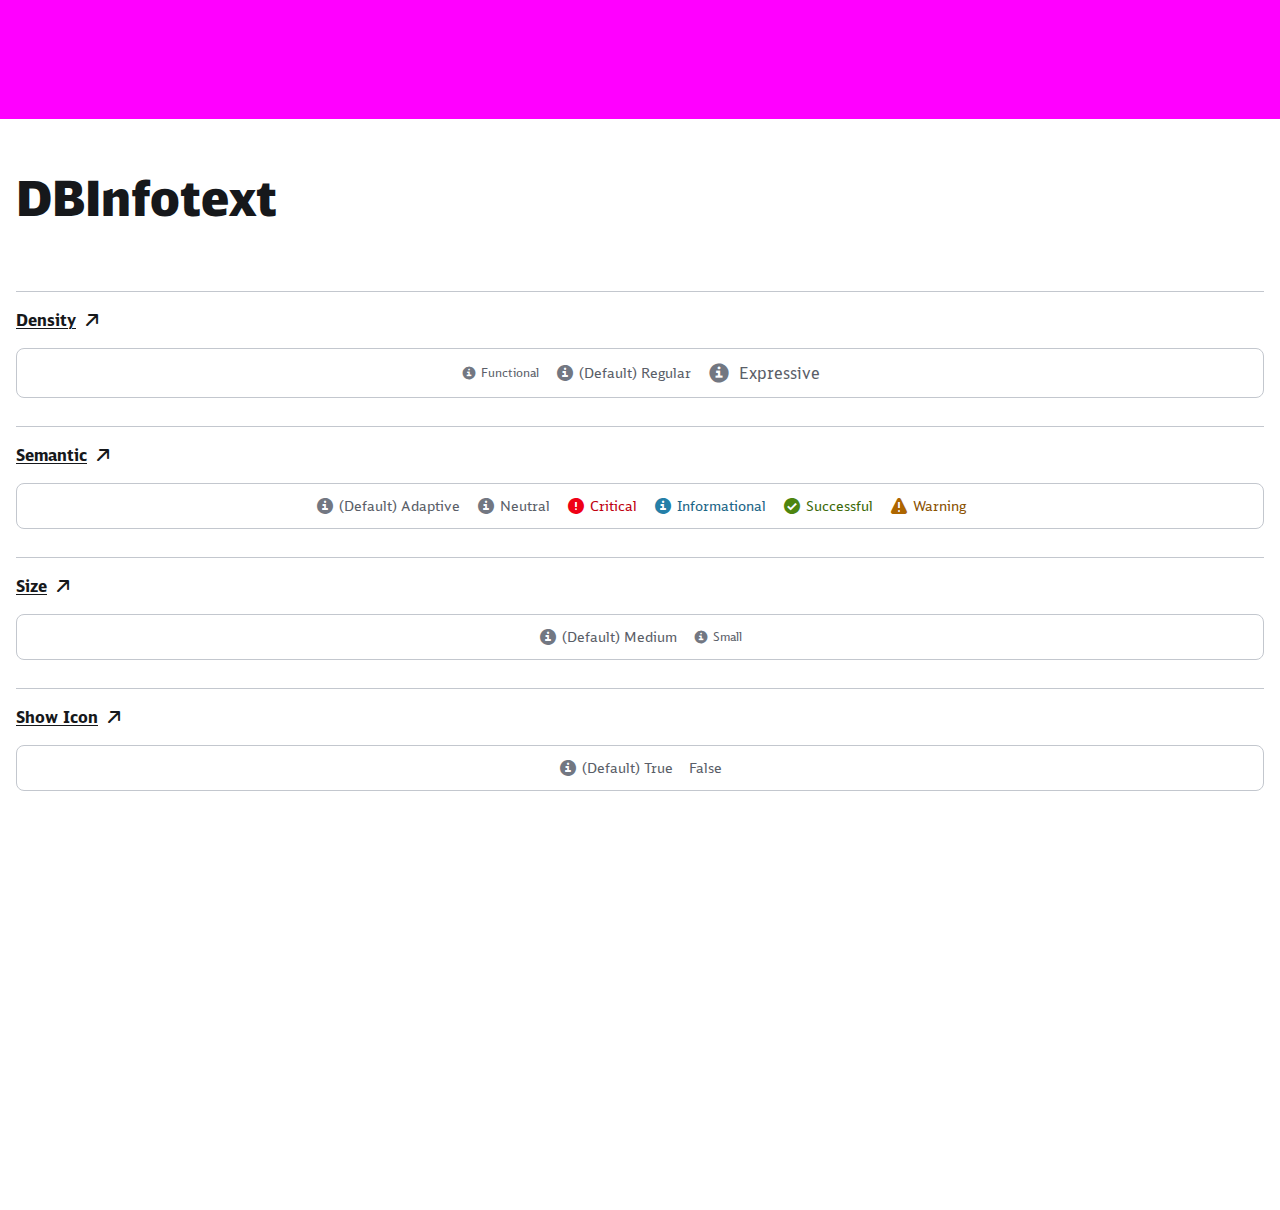 DBInfotext
Density
Functional (Default) Regular Expressive
Semantic
(Default) Adaptive Neutral Critical Informational Successful Warning
Size
(Default) Medium Small
Show Icon
(Default) True False